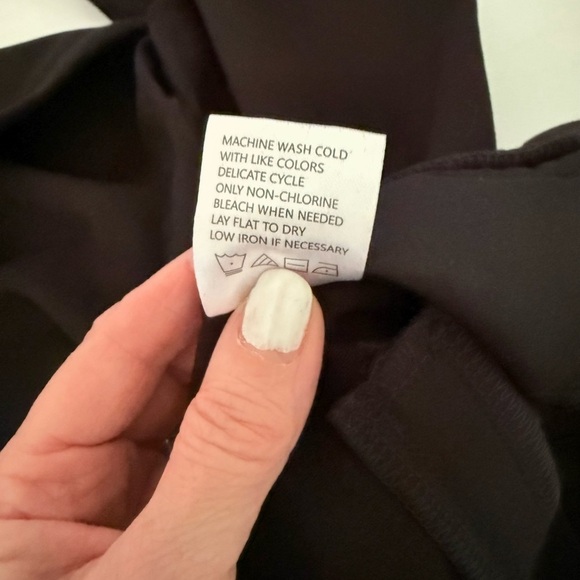 MACHINE WASH COLD
WITH LIKE COLORS
DELICATE CYCLE
ONLY NON-CHLORINE
BLEACH WHEN NEEDED
LAY FLAT TO DRY
LOW IRON IF NECESSARY